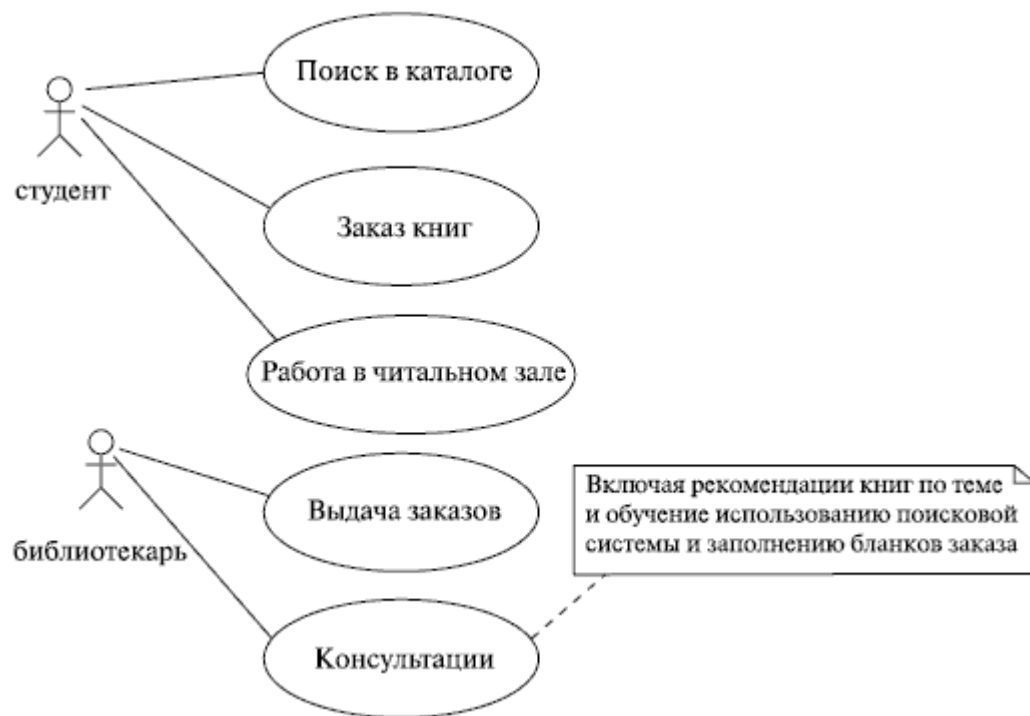 Поиск в каталоге
студент
Заказ книг
Работа в читальном зале
Выдача заказов
библиотекарь
Включая рекомендации книг по теме
и обучение использованию поисковой
системы и заполнению бланков заказа
Консультации